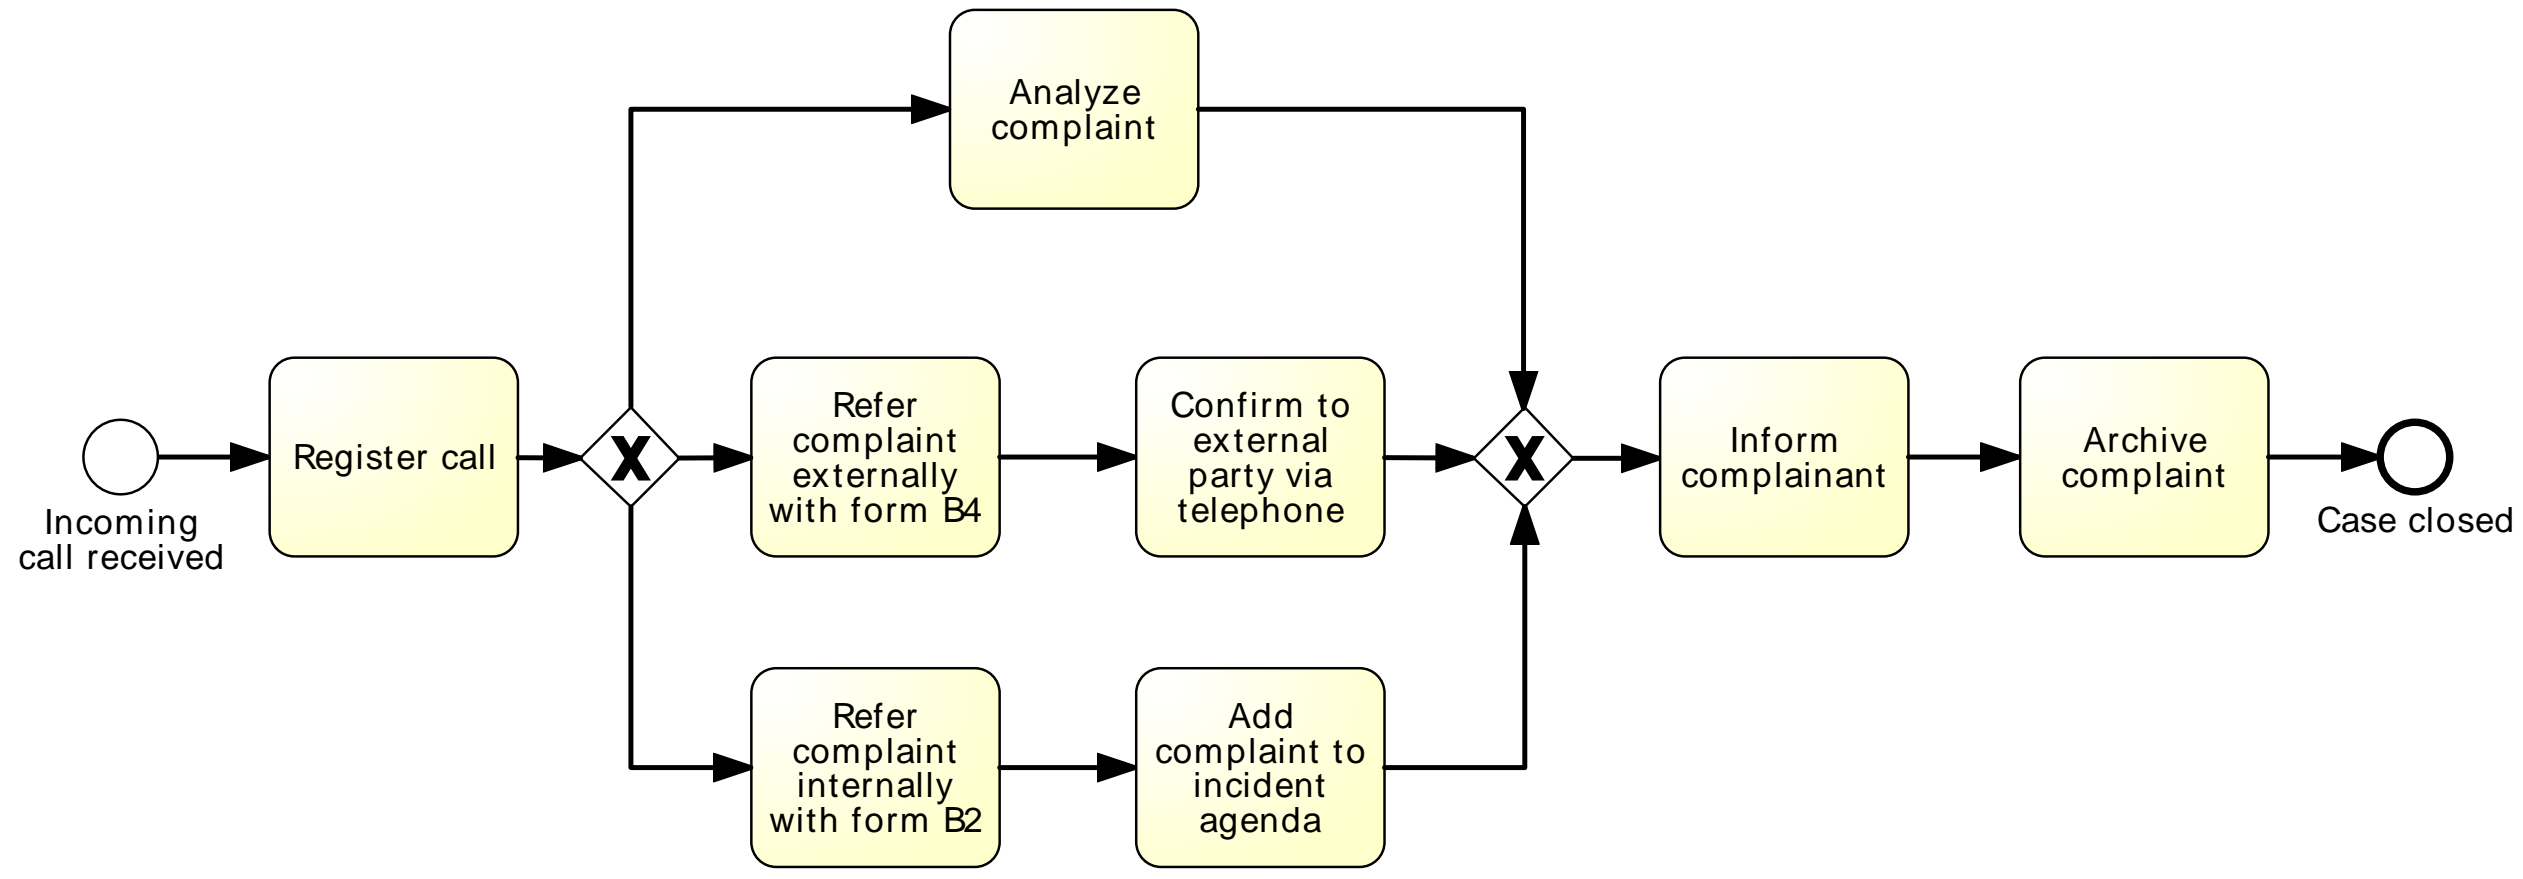 Analyze
complaint
Incoming
call received
Register call
X
Refer
complaint
externally
with form B4
Confirm to
external
party via
telephone
X
Inform
complainant
Archive
complaint
Case closed
Refer
complaint
internally
with form B2
Add
complaint to
incident
agenda